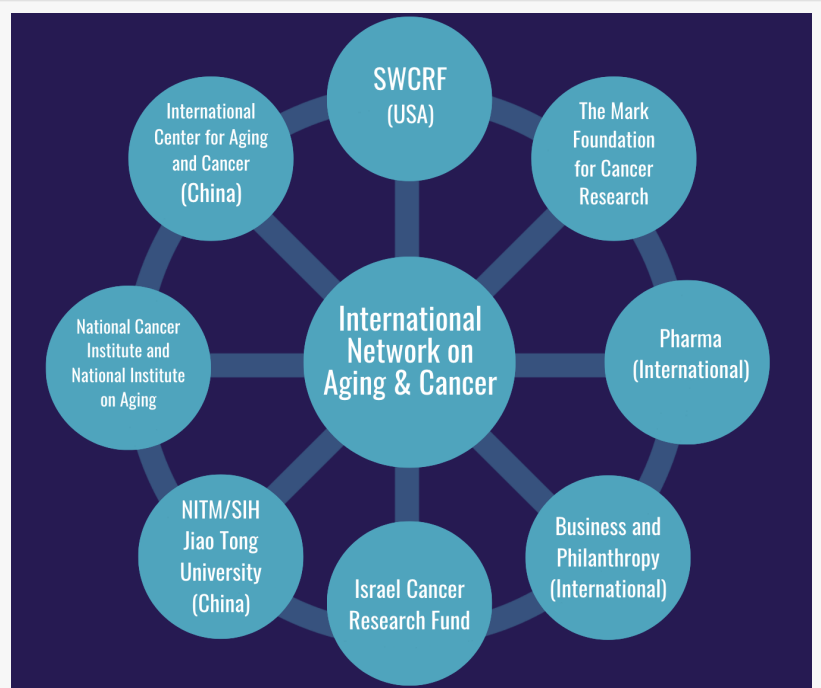 SWCRF
(USA)
The Mark
Foundation
for Cancer
Research
Pharma
(International)
Business and
Philanthropy
(International)
Israel Cancer
Research Fund
NITM/SIH
Jiao Tong
University
(China)
National Cancer
Institute and
National Institute
on Aging
International
Center for Aging
and Cancer
(China)
International
Network on
Aging & Cancer